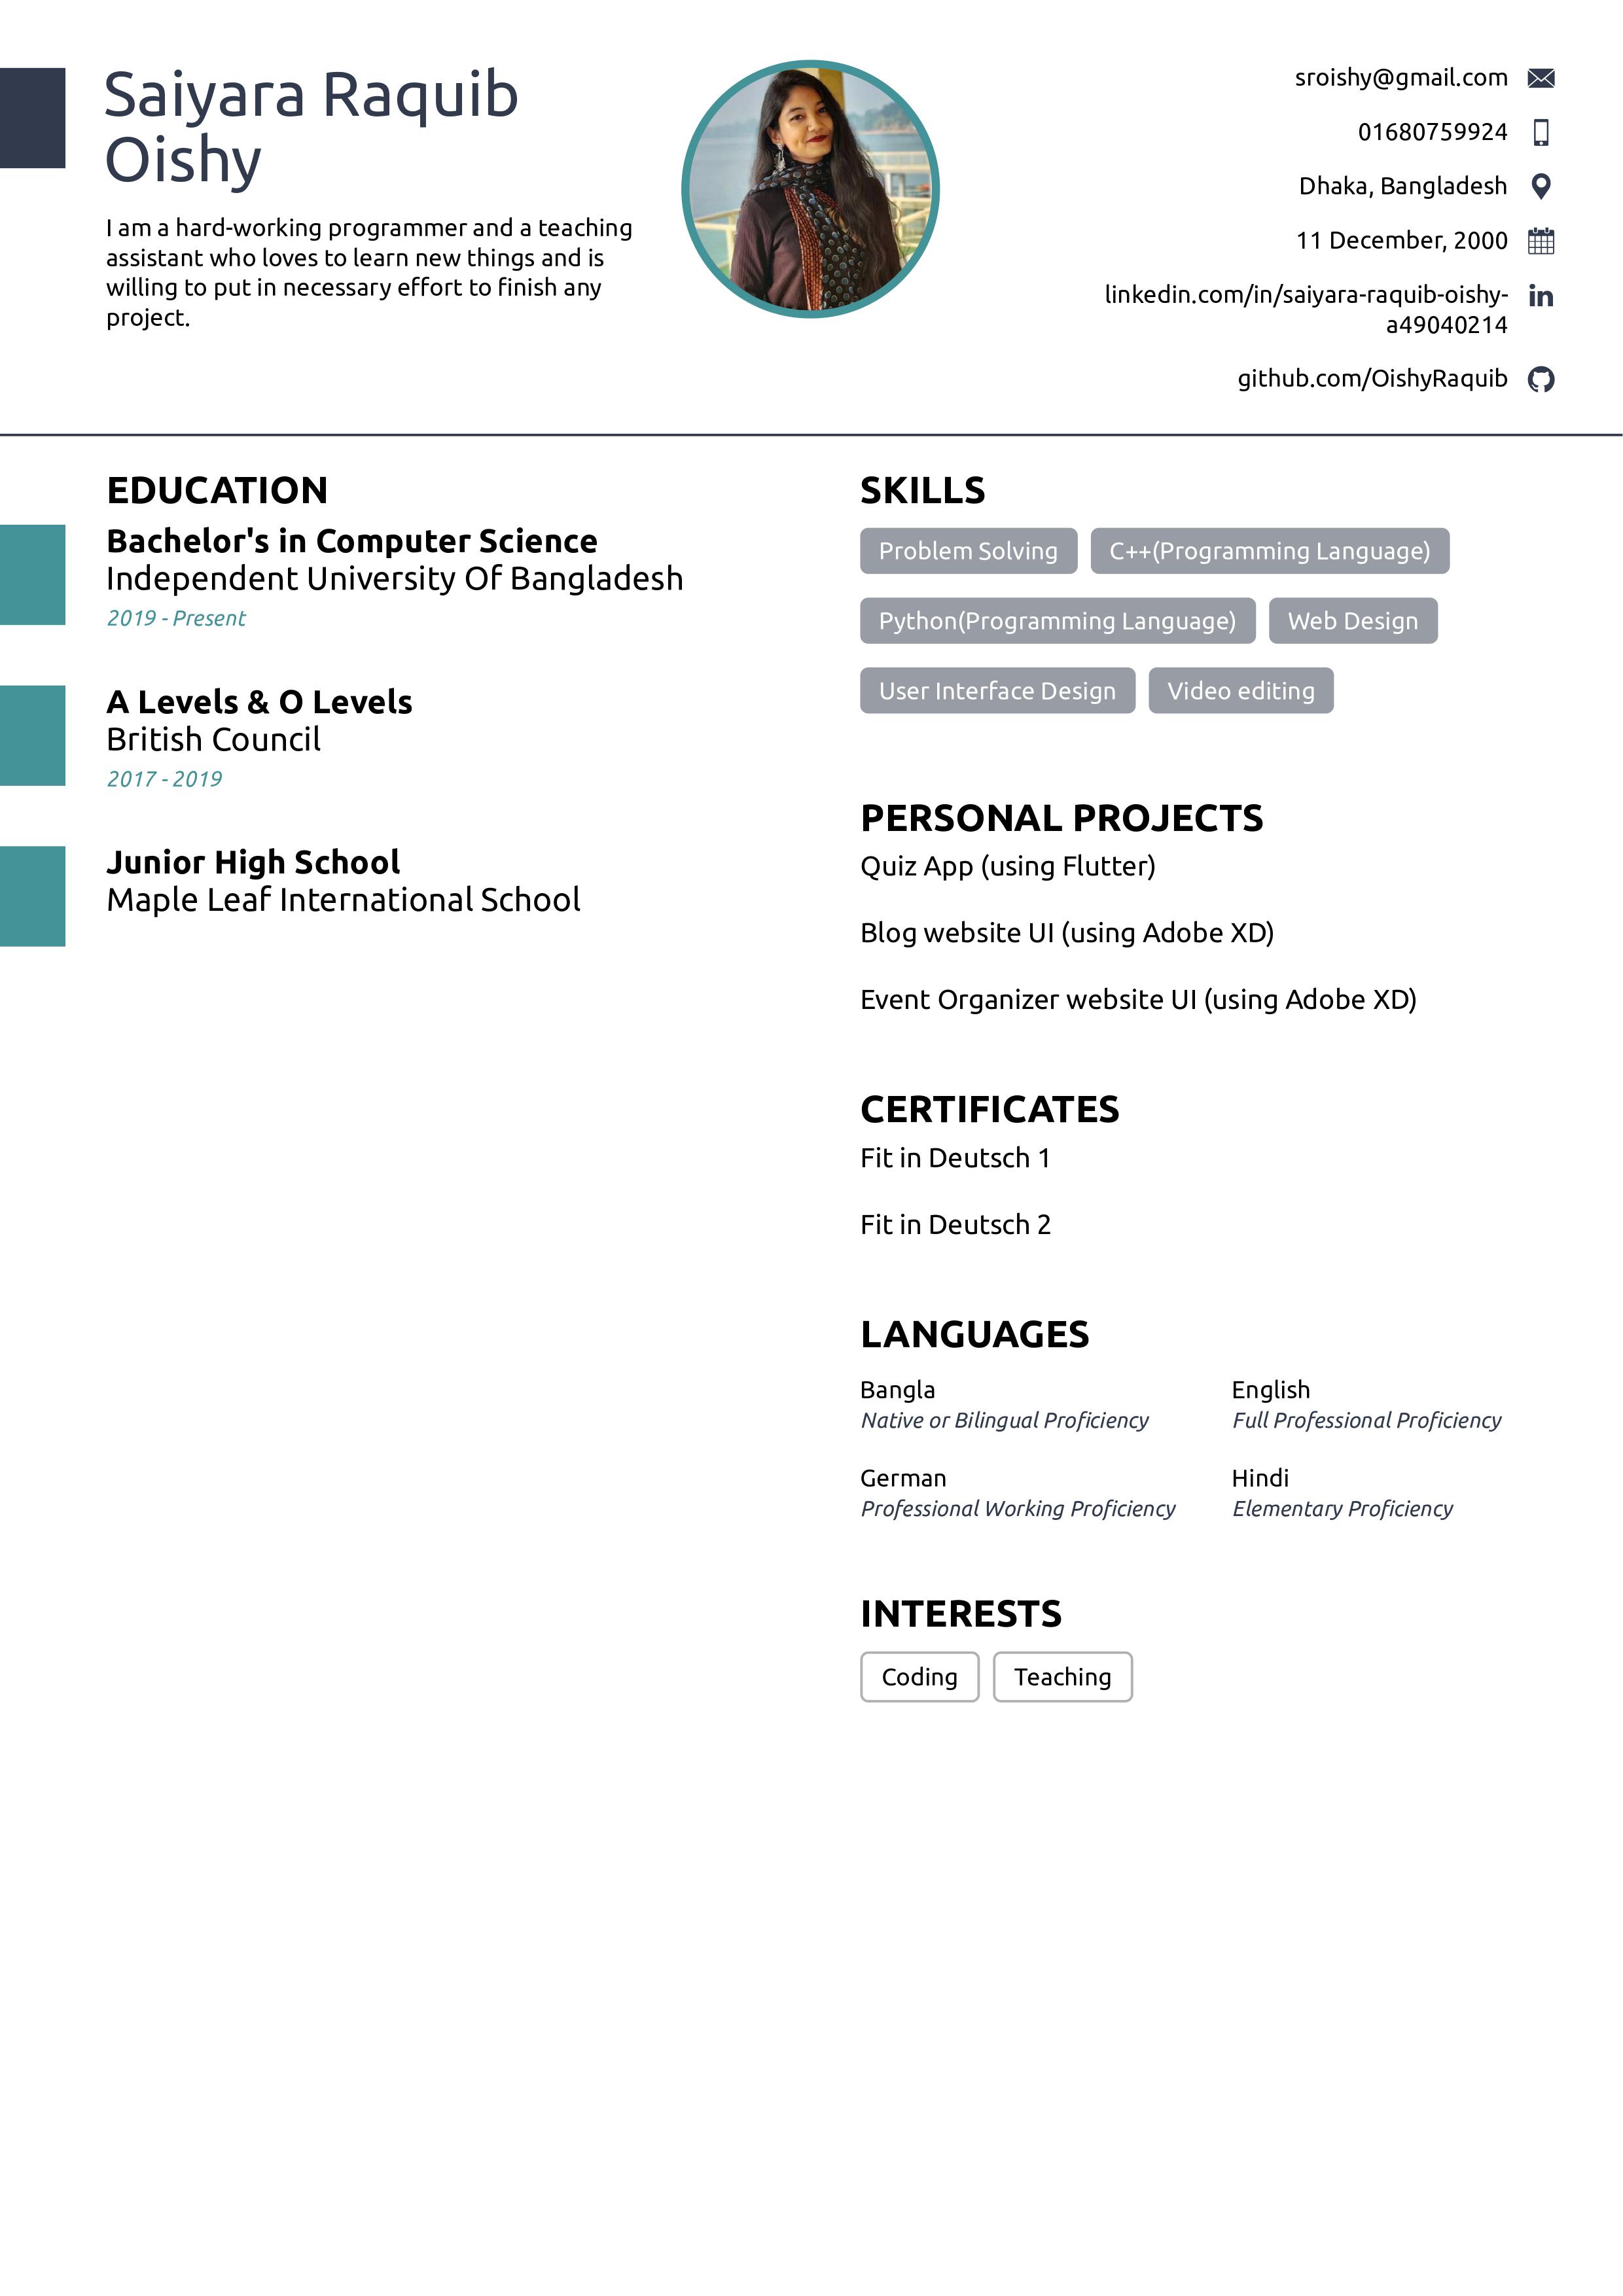 Saiyara Raquib
Oishy
I am a hard-working programmer and a teaching
assistant who loves to learn new things and is
willing to put in necessary effort to finish any
project.
sroishy@gmail.com
01680759924
Dhaka, Bangladesh
11 December, 2000
linkedin.com/in/saiyara-raquib-oishy-
a49040214
github.com/OishyRaquib
EDUCATION
Bachelor's in Computer Science
Independent University Of Bangladesh
2019 - Present
A Levels & O Levels
British Council
2017 - 2019
Junior High School
Maple Leaf International School
SKILLS
Problem Solving C++(Programming Language)
Python(Programming Language) Web Design
User Interface Design Video editing
PERSONAL PROJECTS
Quiz App (using Flutter)
Blog website UI (using Adobe XD)
Event Organizer website UI (using Adobe XD)
CERTIFICATES
Fit in Deutsch 1
Fit in Deutsch 2
LANGUAGES
Bangla English
Native or Bilingual Proficiency Full Professional Proficiency
German Hindi
Professional Working Proficiency Elementary Proficiency
INTERESTS
Coding Teaching